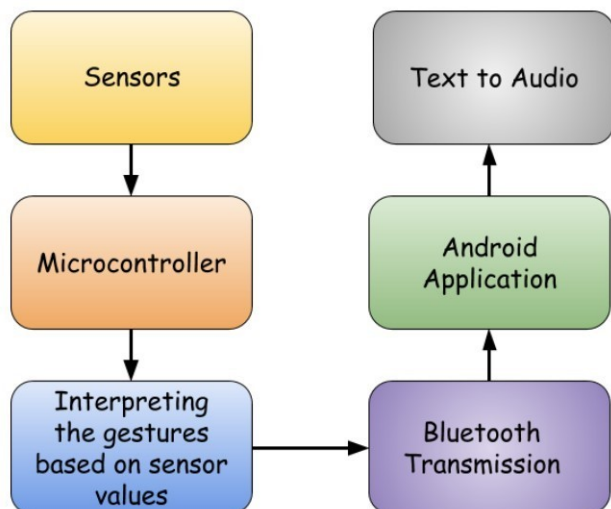 Sensors
Text to Audio
Microcontroller
Android
Application
Interpreting
the gestures
based on sensor
values
Bluetooth
Transmission